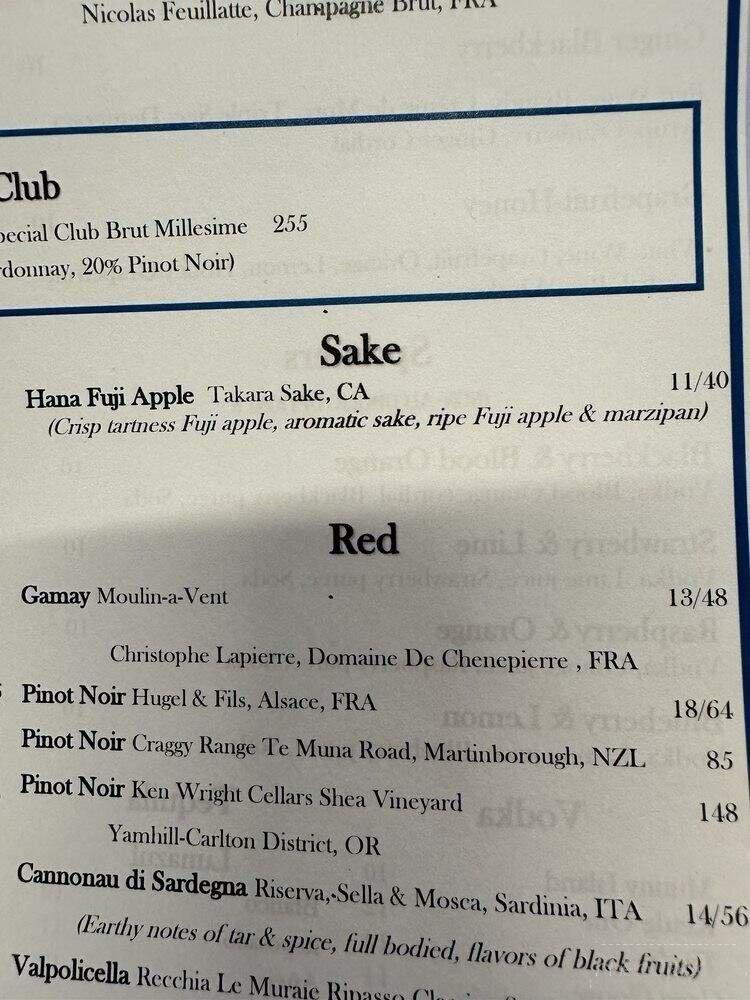 Nicolas Feuillatte, Champagne Brut, FRA
Club
pecial Club Brut Millesime 255
rdonnay, 20% Pinot Noir)
Sake
Hana Fuji Apple Takara Sake, CA 11/40
(Crisp tartness Fuji apple, aromatic sake, ripe Fuji apple & marzipan)
Red
Gamay Moulin-a-Vent 13/48
Christophe Lapierre, Domaine De Chenepierre , FRA
Pinot Noir Hugel & Fils, Alsace, FRA 18/64
Pinot Noir Craggy Range Te Muna Road, Martinborough, NZL 85
Pinot Noir Ken Wright Cellars Shea Vineyard 148
Yamhill-Carlton District, OR
Cannonau di Sardegna Riserva, Sella & Mosca, Sardinia, ITA 14/56
(Earthy notes of tar & spice, full bodied, flavors of black fruits)
Valpolicella Recchia Le Muraie Ripasso